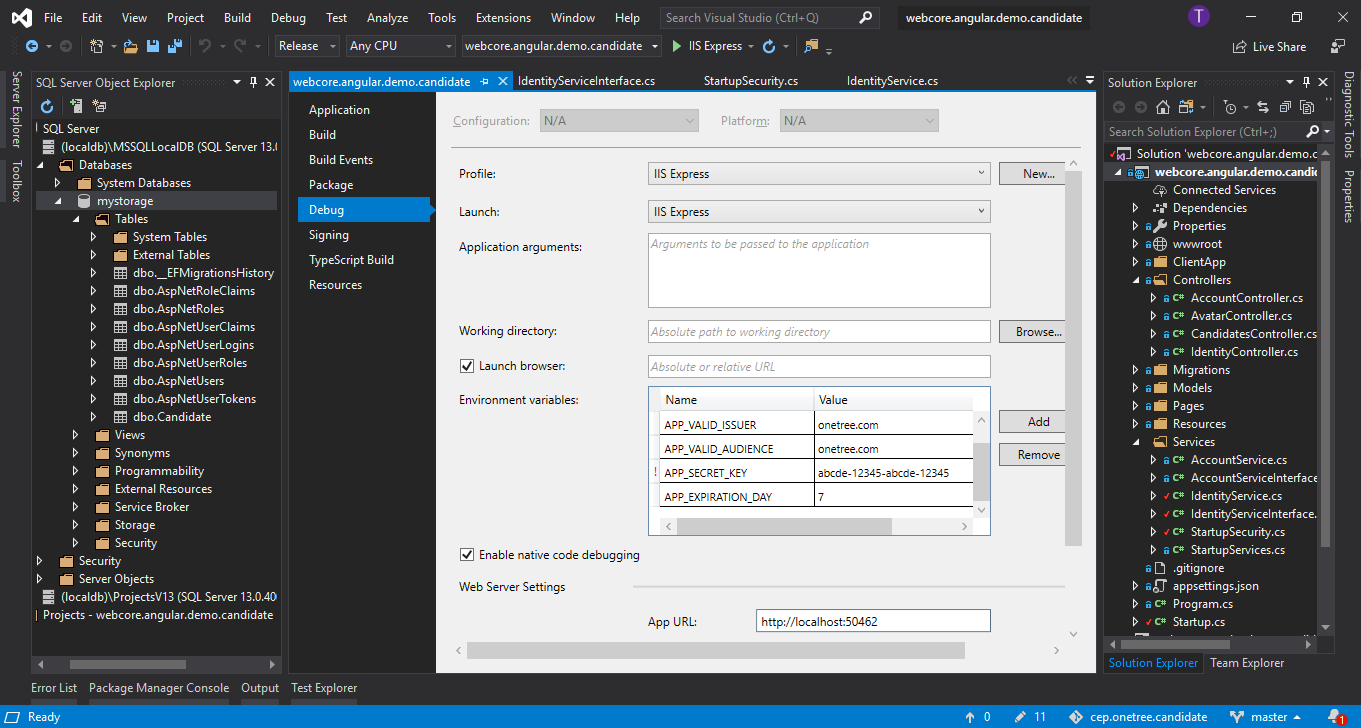 File Edit View Project Build Debug Test Analyze Tools Extensions Window Help Search Visual Studio (Ctrl+Q) webcore.angular.demo.candidate T
Release Any CPU webcore.angular.demo.candidate IIS Express Live Share
Server Explorer
Toolbox
SQL Server Object Explorer
SQL Server
(localdb)\MSSQLLocalDB (SQL Server 13.0
Databases
System Databases
mystorage
Tables
System Tables
External Tables
dbo.__EFMigrationsHistory
dbo.AspNetRoleClaims
dbo.AspNetRoles
dbo.AspNetUserClaims
dbo.AspNetUserLogins
dbo.AspNetUserRoles
dbo.AspNetUsers
dbo.AspNetUserTokens
dbo.Candidate
Views
Synonyms
Programmability
External Resources
Service Broker
Storage
Security
Security
Server Objects
(localdb)\ProjectsV13 (SQL Server 13.0.40
Projects - webcore.angular.demo.candidate
webcore.angular.demo.candidate IdentityServiceInterface.cs StartupSecurity.cs IdentityService.cs
Application
Build
Build Events
Package
Debug
Signing
TypeScript Build
Resources
Configuration: N/A Platform: N/A
Profile: IIS Express New...
Launch: IIS Express
Application arguments: Arguments to be passed to the application
Working directory: Absolute path to working directory Browse...
Launch browser: Absolute or relative URL
Environment variables: Name Value
APP_VALID_ISSUER onetree.com Add
APP_VALID_AUDIENCE onetree.com Remove
! APP_SECRET_KEY abcde-12345-abcde-12345
APP_EXPIRATION_DAY 7
Enable native code debugging
Web Server Settings
App URL: http://localhost:50462
Solution Explorer
Search Solution Explorer (Ctrl+;)
Solution 'webcore.angular.demo.c
webcore.angular.demo.candid
Connected Services
Dependencies
Properties
wwwroot
ClientApp
Controllers
C# AccountController.cs
C# AvatarController.cs
C# CandidatesController.cs
C# IdentityController.cs
Migrations
Models
Pages
Resources
Services
C# AccountService.cs
C# AccountServiceInterface
C# IdentityService.cs
C# IdentityServiceInterface.
C# StartupSecurity.cs
C# StartupServices.cs
.gitignore
appsettings.json
C# Program.cs
C# Startup.cs
Solution Explorer Team Explorer
Diagnostic Tools
Properties
Error List Package Manager Console Output Test Explorer
Ready 0 11 cep.onetree.candidate master 1